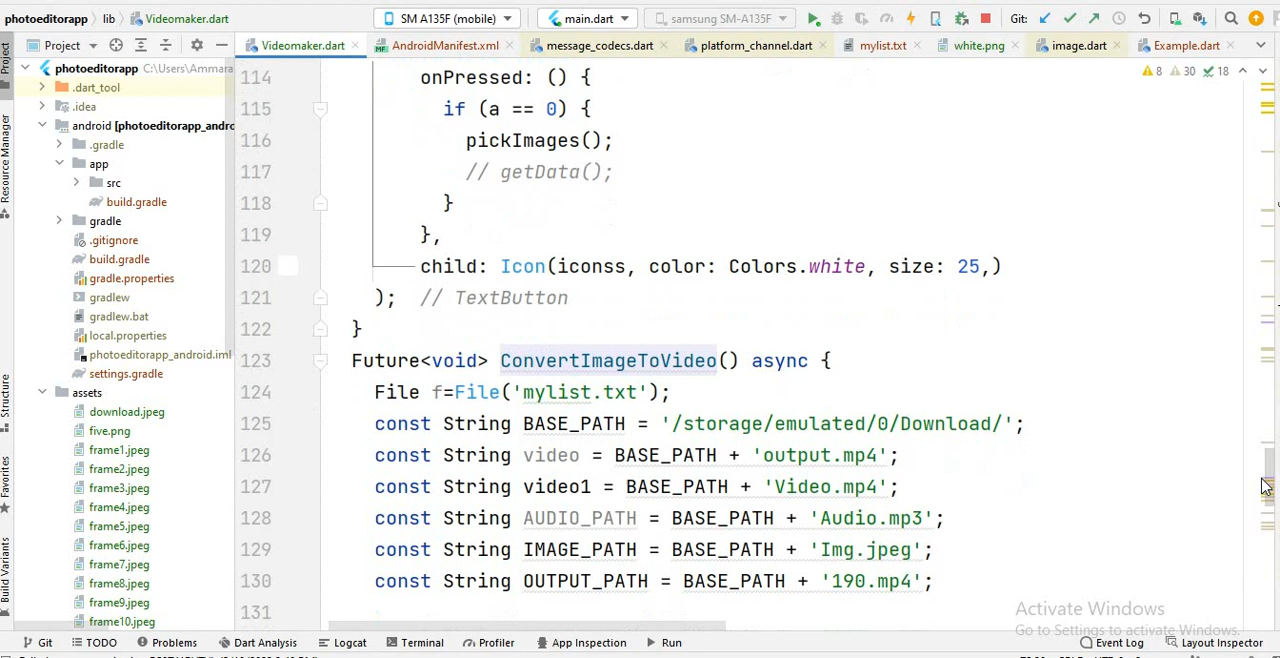 photoeditorapp › lib › Videomaker.dart SM A135F (mobile) main.dart samsung SM-A135F Git:
Project Videomaker.dart AndroidManifest.xml message_codecs.dart platform_channel.dart mylist.txt white.png image.dart Example.dart
photoeditorapp C:\Users\Ammara 8 30 18
.dart_tool
.idea
android [photoeditorapp_andro
.gradle
app
src
build.gradle
gradle
.gitignore
build.gradle
gradle.properties
gradlew
gradlew.bat
local.properties
photoeditorapp_android.iml
settings.gradle
assets
download.jpeg
five.png
frame1.jpeg
frame2.jpeg
frame3.jpeg
frame4.jpeg
frame5.jpeg
frame6.jpeg
frame7.jpeg
frame8.jpeg
frame9.jpeg
frame10.jpeg
Project
Resource Manager
Structure
Favorites
Build Variants
114 onPressed: () {
115 if (a == 0) {
116 pickImages();
117 // getData();
118 }
119 },
120 child: Icon(iconss, color: Colors.white, size: 25,)
121 ); // TextButton
122 }
123 Future<void> ConvertImageToVideo() async {
124 File f=File('mylist.txt');
125 const String BASE_PATH = '/storage/emulated/0/Download/';
126 const String video = BASE_PATH + 'output.mp4';
127 const String video1 = BASE_PATH + 'Video.mp4';
128 const String AUDIO_PATH = BASE_PATH + 'Audio.mp3';
129 const String IMAGE_PATH = BASE_PATH + 'Img.jpeg';
130 const String OUTPUT_PATH = BASE_PATH + '190.mp4';
131
Activate Windows
Go to Settings to activate Windows.
Git TODO Problems Dart Analysis Logcat Terminal Profiler App Inspection Run Event Log Layout Inspector